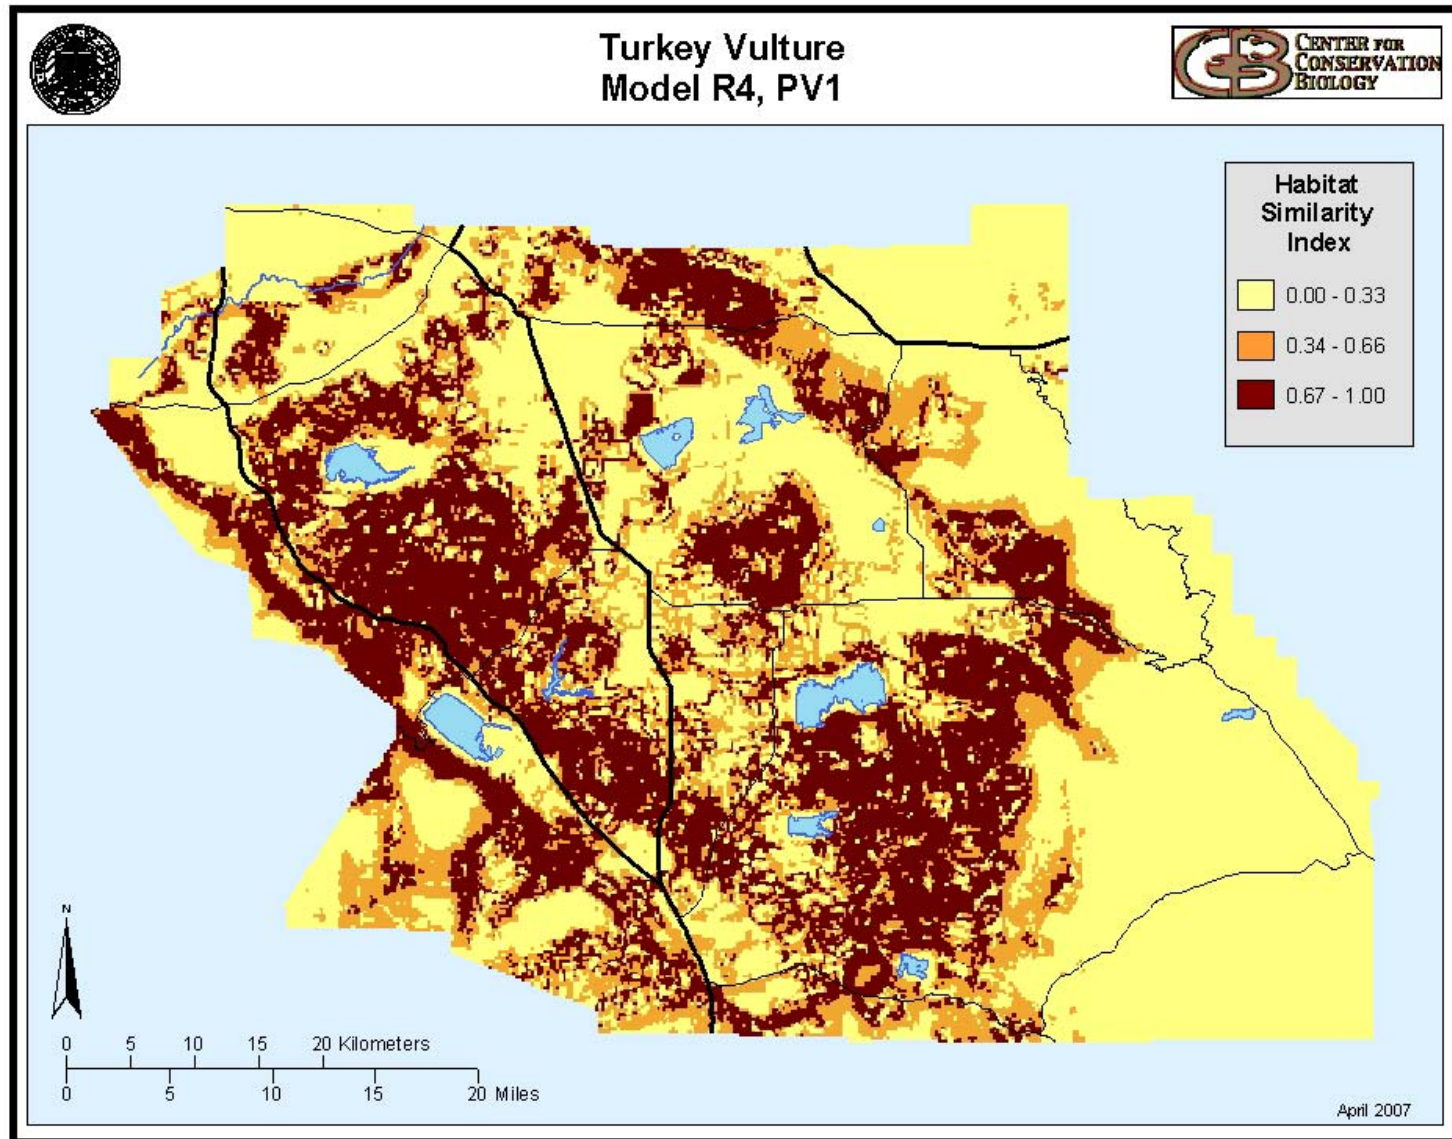 Turkey Vulture
Model R4, PV1
CENTER FOR
CONSERVATION
BIOLOGY
Habitat
Similarity
Index
0.00 - 0.33
0.34 - 0.66
0.67 - 1.00
N
0 5 10 15 20 Kilometers
0 5 10 15 20 Miles
April 2007